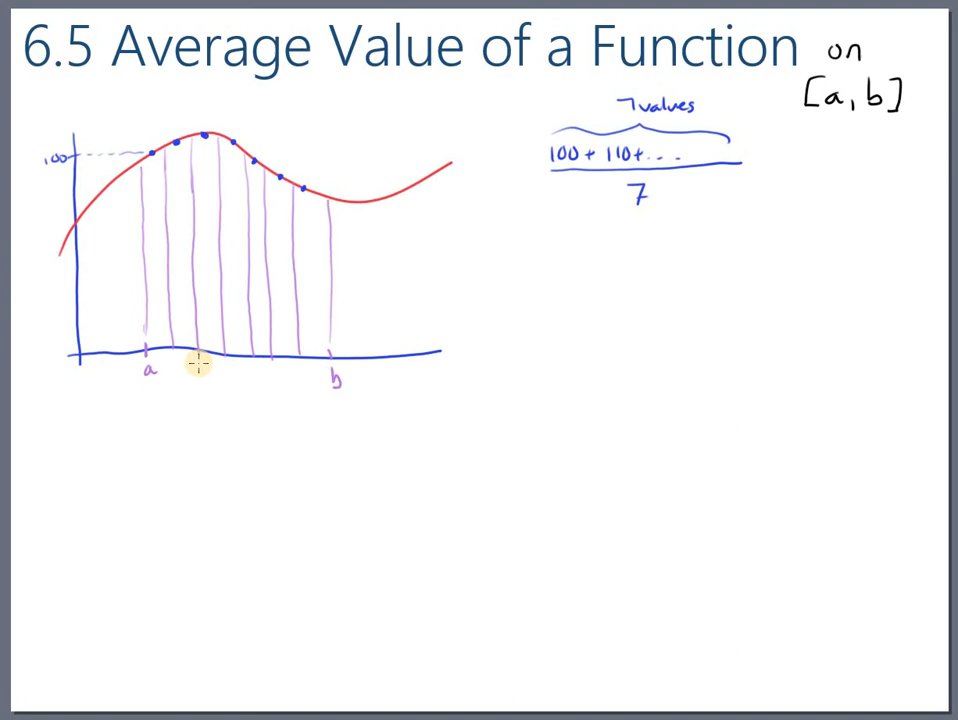 6.5 Average Value of a Function on
[a, b]
7 values
100 + 110 + ....
7
100
a
b